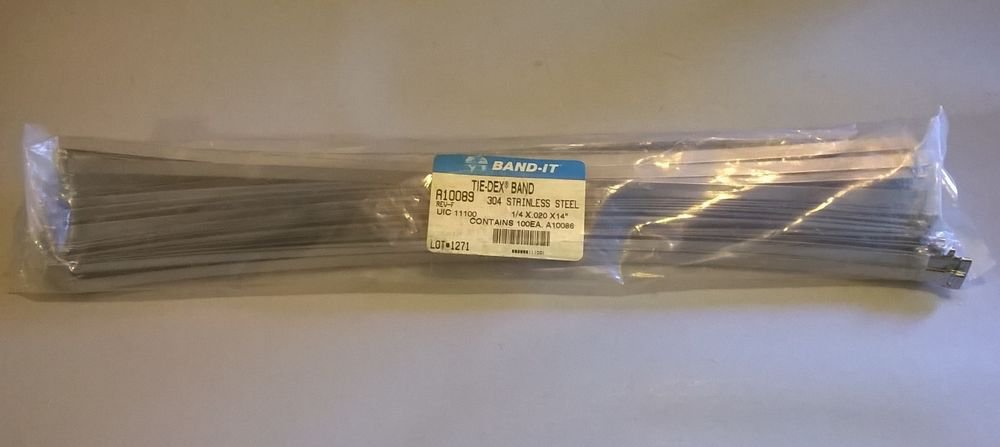 BAND-IT
TIE-DEX® BAND
A10089 304 STAINLESS STEEL
REV-F
UIC 11100 1/4 X.020 X14"
CONTAINS 100EA. A10086
LOT#1271